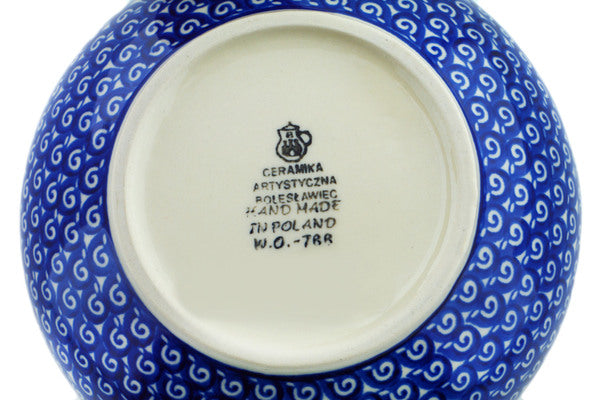 CERAMIKA
ARTYSTYCZNA
BOLESŁAWIEC
HAND MADE
IN POLAND
W.O.-788